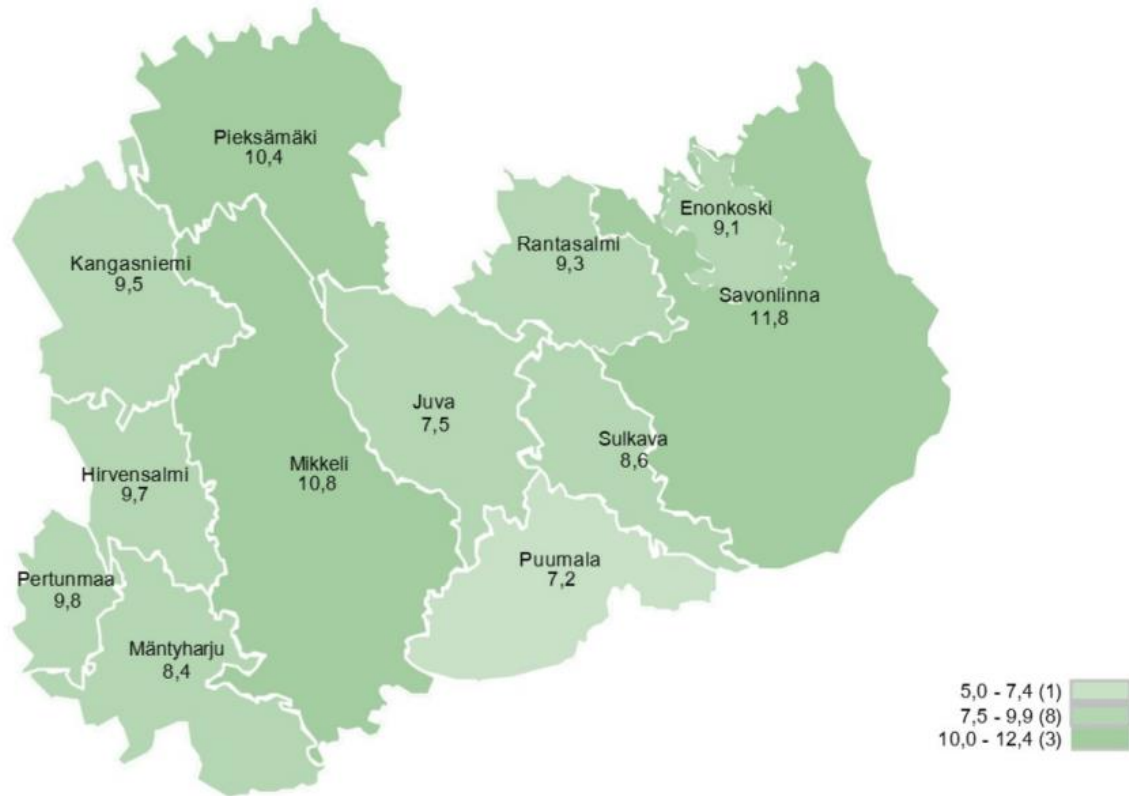 Pieksämäki
10,4
Enonkoski
9,1
Rantasalmi
9,3
Kangasniemi
9,5
Savonlinna
11,8
Juva
7,5
Sulkava
8,6
Mikkeli
10,8
Hirvensalmi
9,7
Puumala
7,2
Pertunmaa
9,8
Mäntyharju
8,4
5,0 - 7,4 (1)
7,5 - 9,9 (8)
10,0 - 12,4 (3)